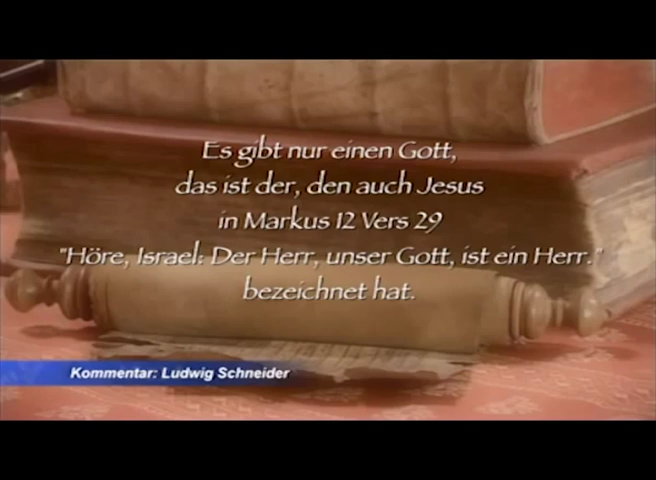 Es gibt nur einen Gott,
das ist der, den auch Jesus
in Markus 12 Vers 29
"Höre, Israel: Der Herr, unser Gott, ist ein Herr."
bezeichnet hat.
Kommentar: Ludwig Schneider